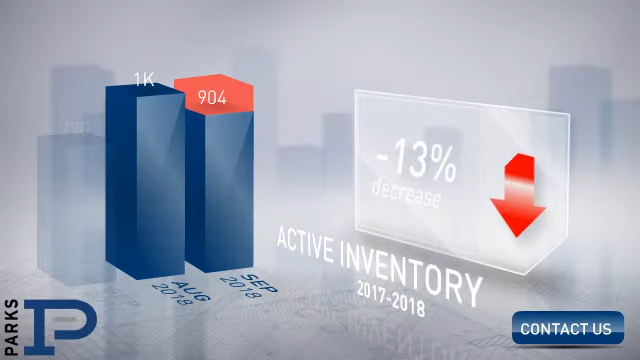 1K
904
-13%
decrease
ACTIVE INVENTORY
2017-2018
AUG
2018
SEP
2018
PARKS
P
CONTACT US